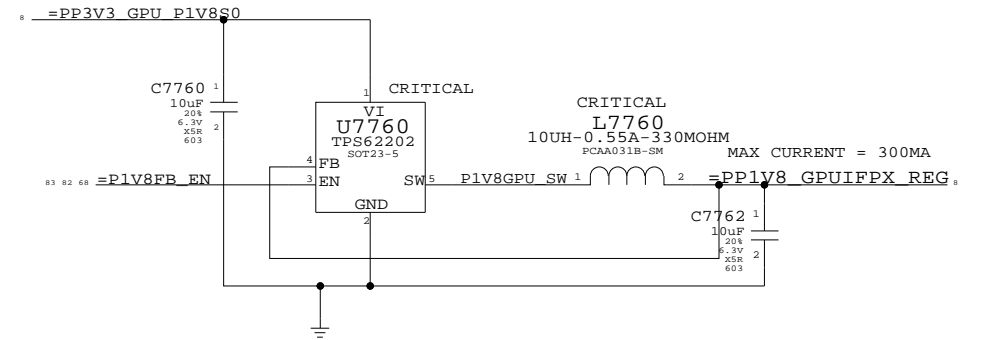 8 =PP3V3_GPU_P1V8S0
C7760 1
10uF
20%
6.3V
X5R
603
2
1 CRITICAL
VI
U7760
TPS62202
SOT23-5
4 FB
83 82 68 =P1V8FB_EN 3 EN
SW 5
GND
2
P1V8GPU_SW 1
CRITICAL
L7760
10UH-0.55A-330MOHM
PCAA031B-SM
2
MAX CURRENT = 300MA
=PP1V8_GPUIFPX_REG 8
C7762 1
10uF
20%
6.3V
X5R
603
2